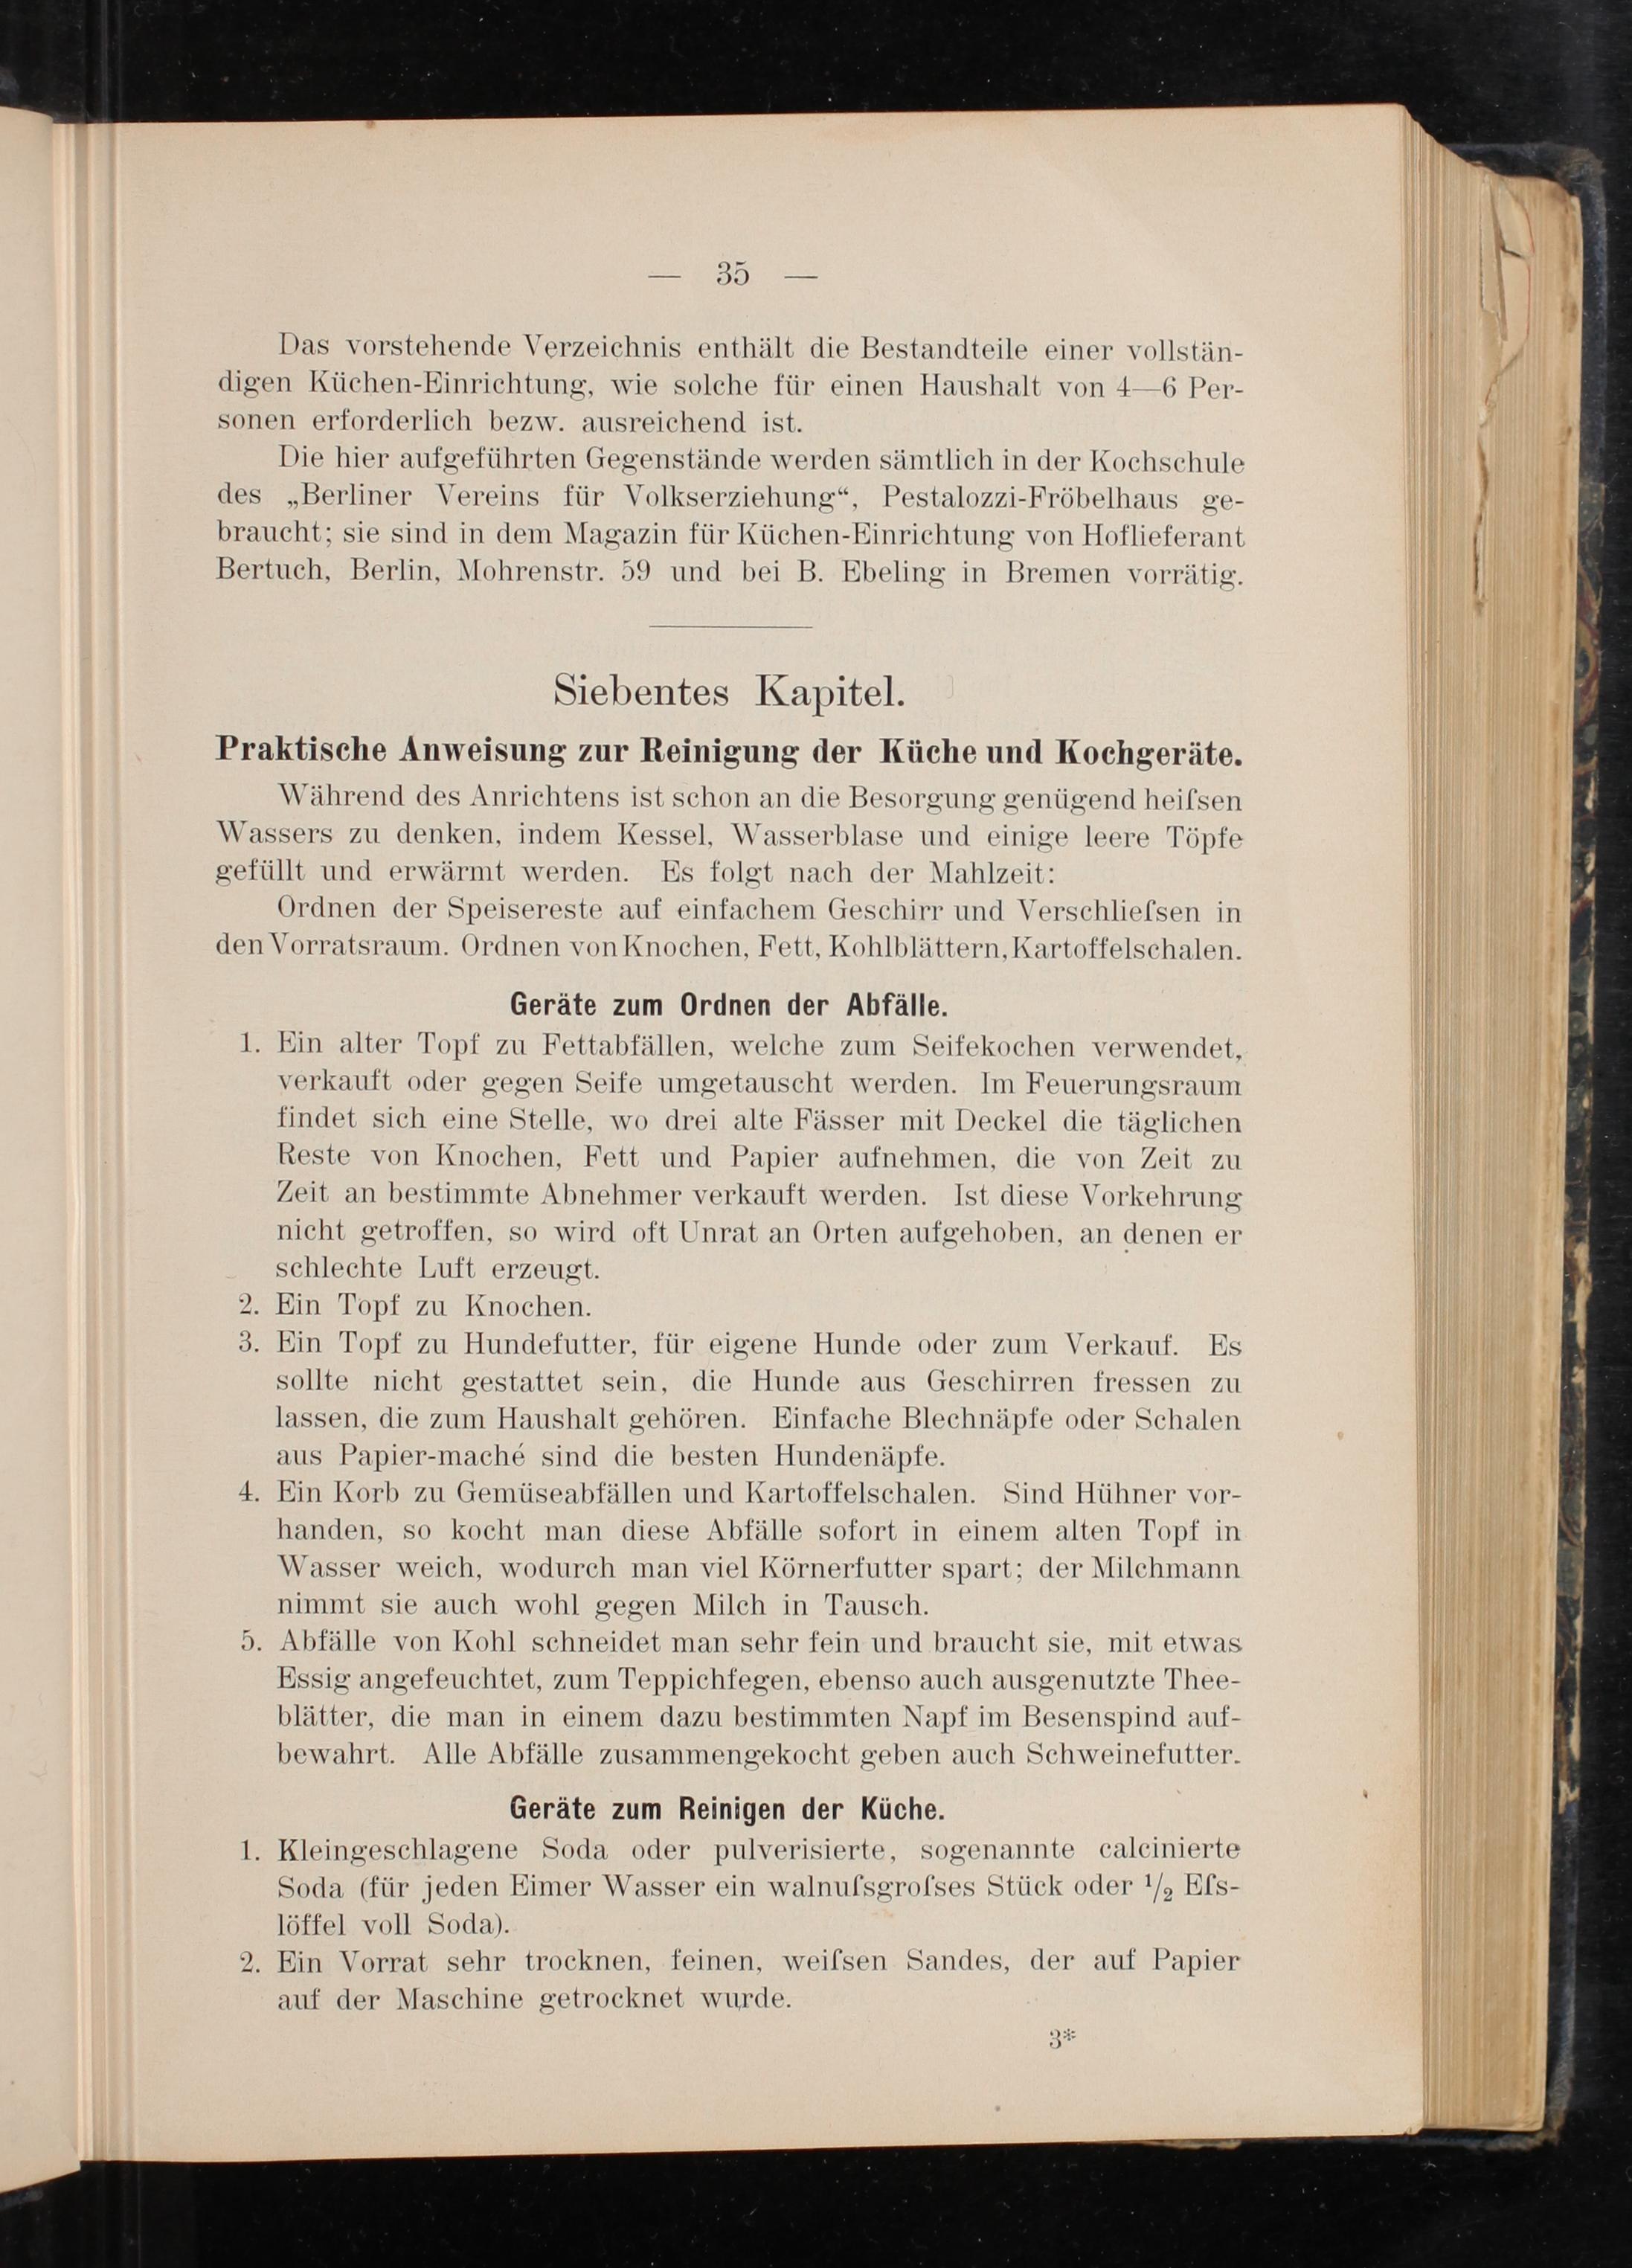 — 35 —
Das vorstehende Verzeichnis enthält die Bestandteile einer vollstän-
digen Küchen-Einrichtung, wie solche für einen Haushalt von 4—6 Per-
sonen erforderlich bezw. ausreichend ist.
Die hier aufgeführten Gegenstände werden sämtlich in der Kochschule
des „Berliner Vereins für Volkserziehung“, Pestalozzi-Fröbelhaus ge-
braucht; sie sind in dem Magazin für Küchen-Einrichtung von Hoflieferant
Bertuch, Berlin, Mohrenstr. 59 und bei B. Ebeling in Bremen vorrätig.
Siebentes Kapitel.
Praktische Anweisung zur Reinigung der Küche und Kochgeräte.
Während des Anrichtens ist schon an die Besorgung genügend heiſsen
Wassers zu denken, indem Kessel, Wasserblase und einige leere Töpfe
gefüllt und erwärmt werden. Es folgt nach der Mahlzeit:
Ordnen der Speisereste auf einfachem Geschirr und Verschlieſsen in
den Vorratsraum. Ordnen von Knochen, Fett, Kohlblättern, Kartoffelschalen.
Geräte zum Ordnen der Abfälle.
1. Ein alter Topf zu Fettabfällen, welche zum Seifekochen verwendet,
verkauft oder gegen Seife umgetauscht werden. Im Feuerungsraum
findet sich eine Stelle, wo drei alte Fässer mit Deckel die täglichen
Reste von Knochen, Fett und Papier aufnehmen, die von Zeit zu
Zeit an bestimmte Abnehmer verkauft werden. Ist diese Vorkehrung
nicht getroffen, so wird oft Unrat an Orten aufgehoben, an denen er
schlechte Luft erzeugt.
2. Ein Topf zu Knochen.
3. Ein Topf zu Hundefutter, für eigene Hunde oder zum Verkauf. Es
sollte nicht gestattet sein, die Hunde aus Geschirren fressen zu
lassen, die zum Haushalt gehören. Einfache Blechnäpfe oder Schalen
aus Papier-maché sind die besten Hundenäpfe.
4. Ein Korb zu Gemüseabfällen und Kartoffelschalen. Sind Hühner vor-
handen, so kocht man diese Abfälle sofort in einem alten Topf in
Wasser weich, wodurch man viel Körnerfutter spart; der Milchmann
nimmt sie auch wohl gegen Milch in Tausch.
5. Abfälle von Kohl schneidet man sehr fein und braucht sie, mit etwas
Essig angefeuchtet, zum Teppichfegen, ebenso auch ausgenutzte Thee-
blätter, die man in einem dazu bestimmten Napf im Besenspind auf-
bewahrt. Alle Abfälle zusammengekocht geben auch Schweinefutter.
Geräte zum Reinigen der Küche.
1. Kleingeschlagene Soda oder pulverisierte, sogenannte calcinierte
Soda (für jeden Eimer Wasser ein walnuſsgroſses Stück oder 1/2 Eſs-
löffel voll Soda).
2. Ein Vorrat sehr trocknen, feinen, weiſsen Sandes, der auf Papier
auf der Maschine getrocknet wurde.
3*